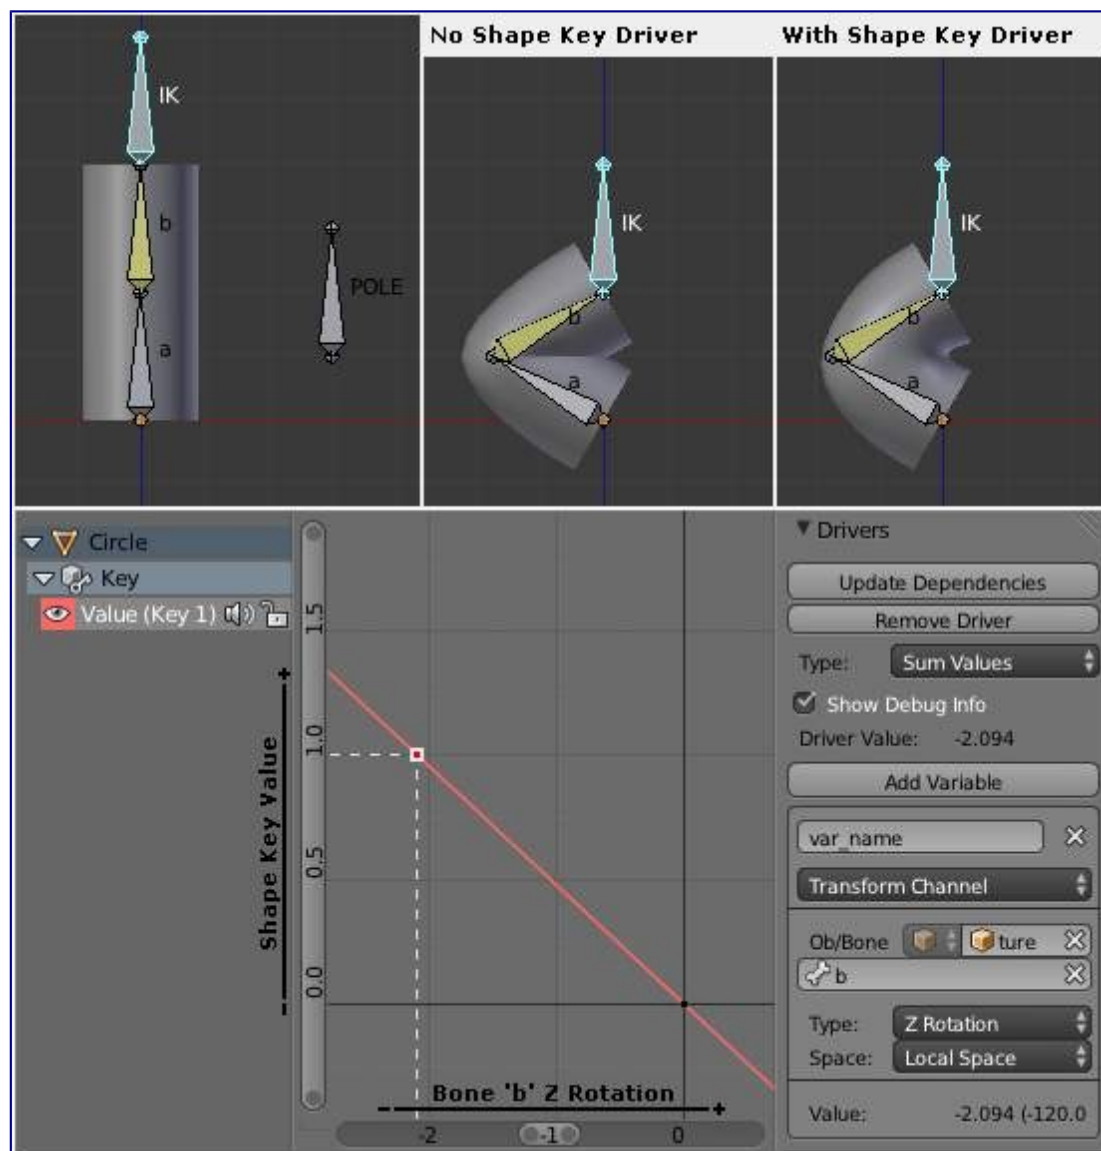 No Shape Key Driver
With Shape Key Driver
IK
b
a
POLE
IK
b
a
IK
b
a
Circle
Key
Value (Key 1)
Shape Key Value
+
-
1.5
1.0
0.5
0.0
Bone 'b' Z Rotation
- +
-2 -1 0
Drivers
Update Dependencies
Remove Driver
Type: Sum Values
Show Debug Info
Driver Value: -2.094
Add Variable
var_name
Transform Channel
Ob/Bone ture
b
Type: Z Rotation
Space: Local Space
Value: -2.094 (-120.0